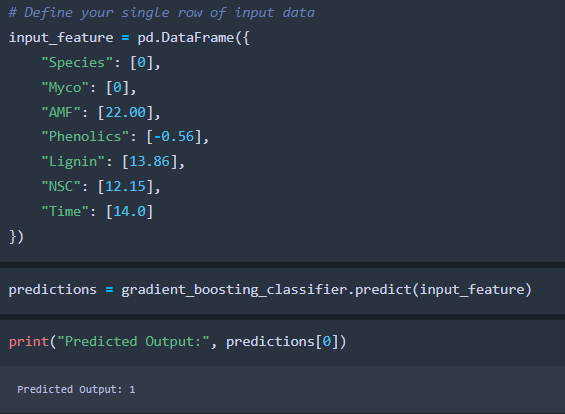 # Define your single row of input data
input_feature = pd.DataFrame({
    "Species": [0],
    "Myco": [0],
    "AMF": [22.00],
    "Phenolics": [-0.56],
    "Lignin": [13.86],
    "NSC": [12.15],
    "Time": [14.0]
})
predictions = gradient_boosting_classifier.predict(input_feature)
print("Predicted Output:", predictions[0])
Predicted Output: 1